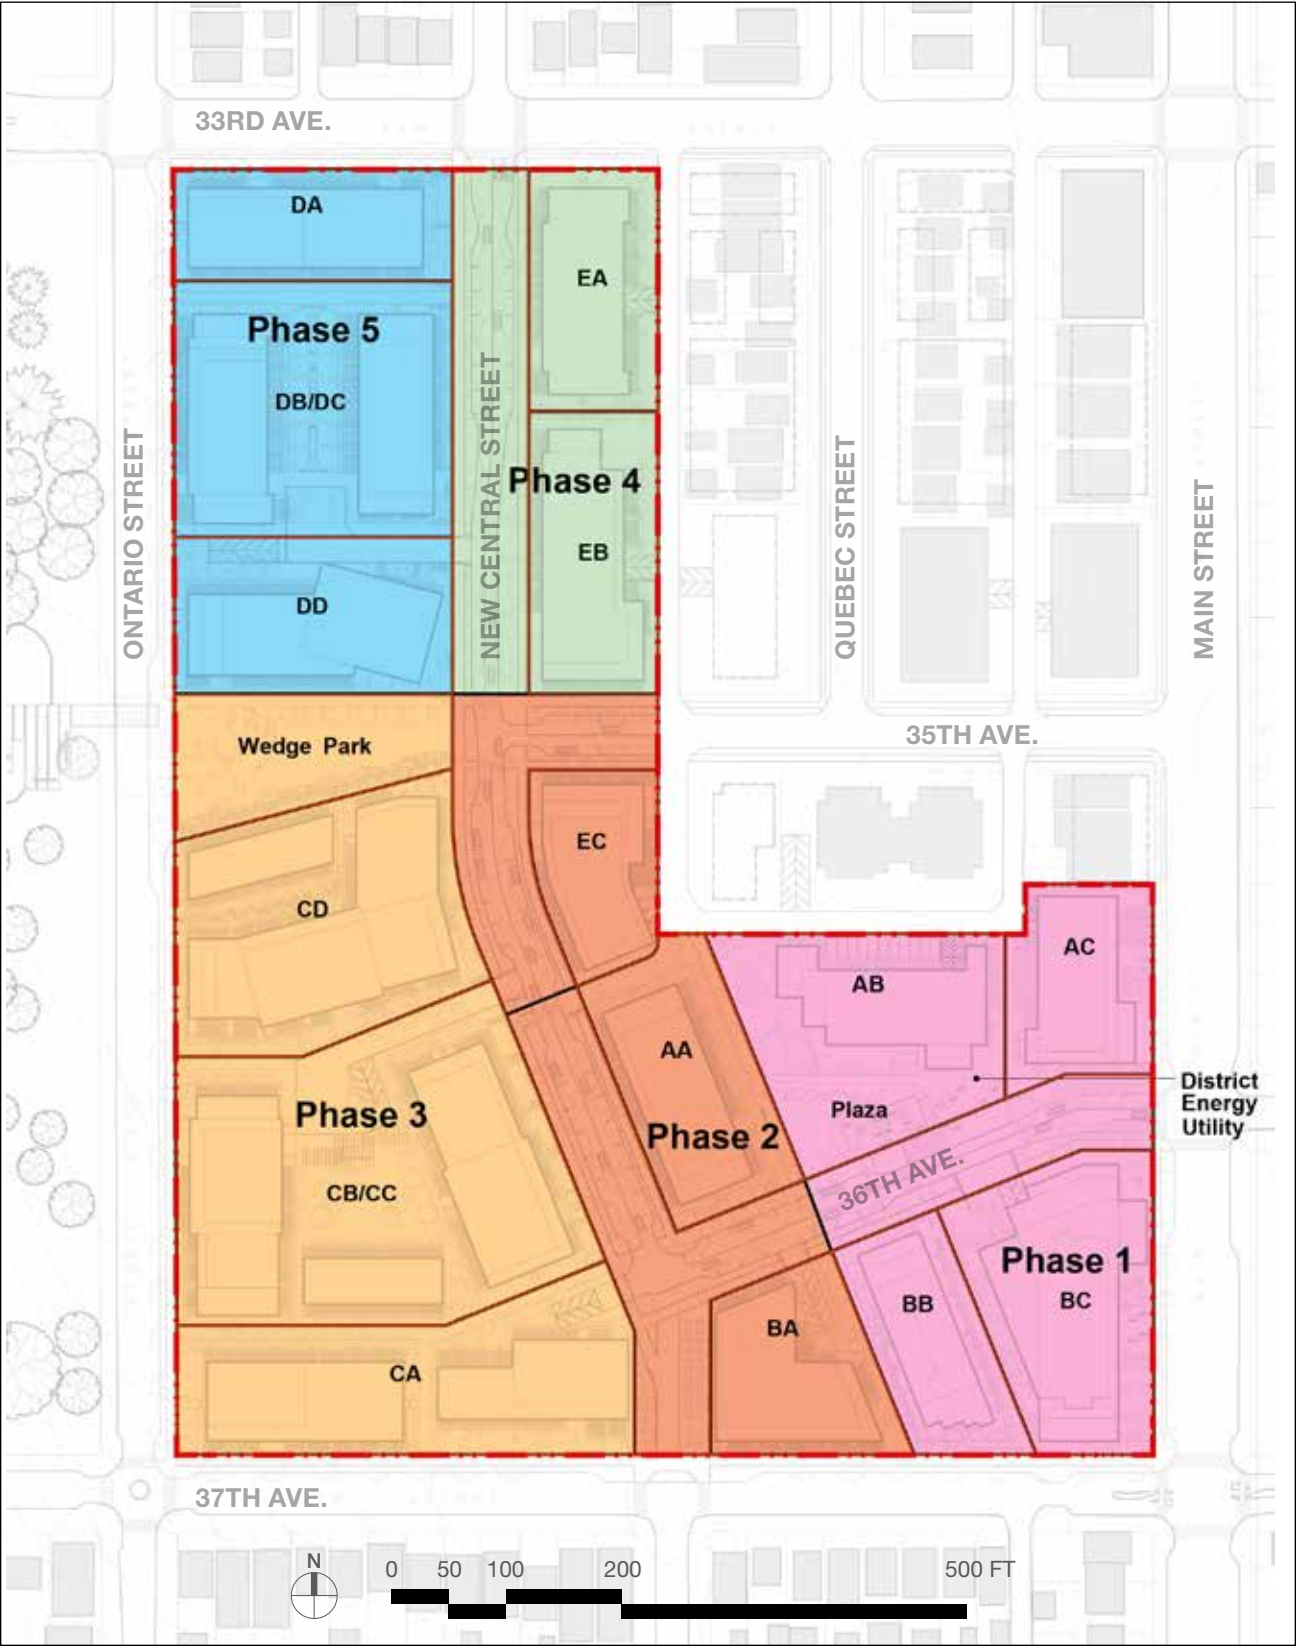 33RD AVE.
DA
EA
Phase 5
DB/DC
NEW CENTRAL STREET
ONTARIO STREET
QUEBEC STREET
MAIN STREET
Phase 4
EB
DD
35TH AVE.
Wedge Park
EC
CD
AC
AB
AA
District
Energy
Utility
Plaza
Phase 3
Phase 2
36TH AVE.
CB/CC
Phase 1
BB
BC
BA
CA
37TH AVE.
N
0 50 100 200 500 FT